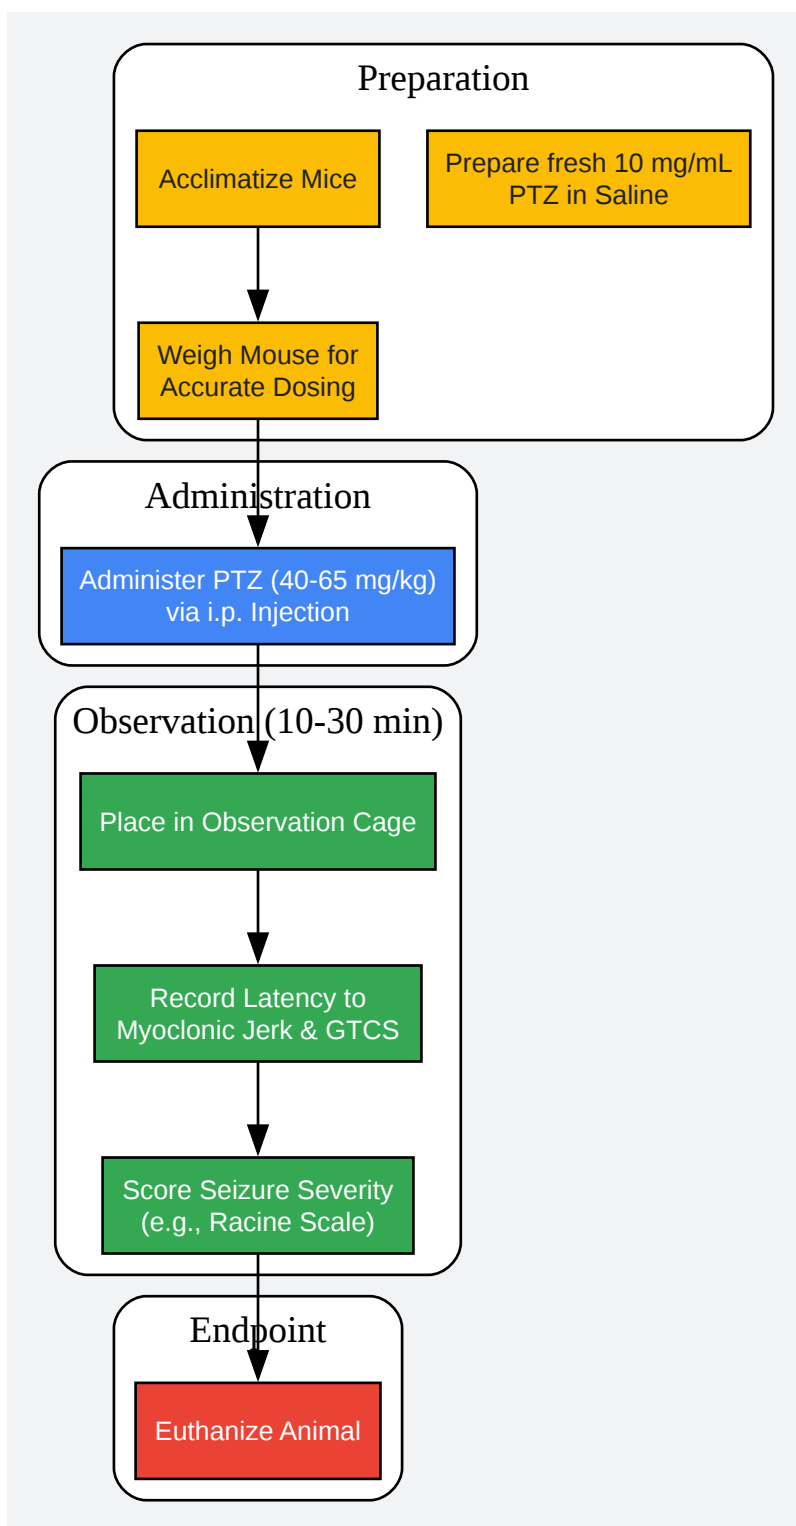 Preparation
Acclimatize Mice
Prepare fresh 10 mg/mL
PTZ in Saline
Weigh Mouse for
Accurate Dosing
Administration
Administer PTZ (40-65 mg/kg)
via i.p. Injection
Observation (10-30 min)
Place in Observation Cage
Record Latency to
Myoclonic Jerk & GTCS
Score Seizure Severity
(e.g., Racine Scale)
Endpoint
Euthanize Animal